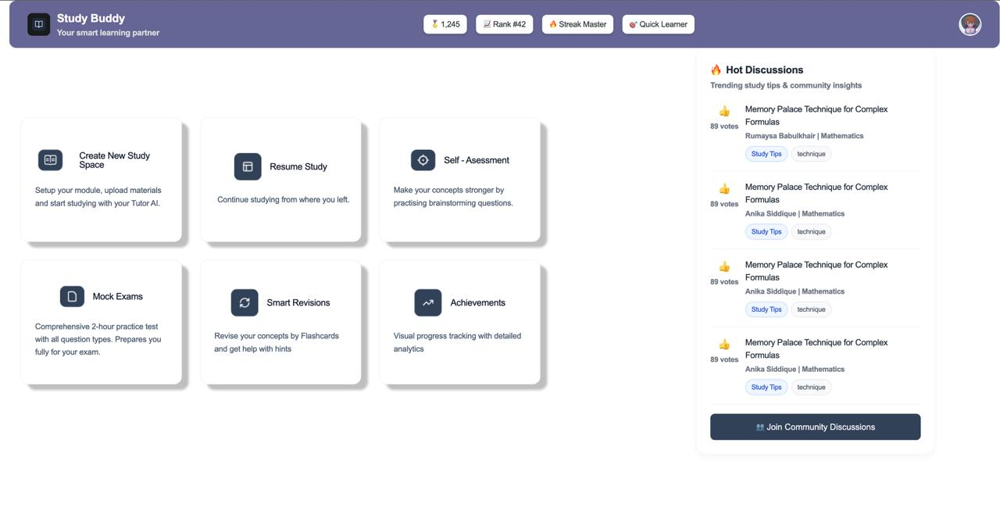 Study Buddy
Your smart learning partner
🏅 1,245
📈 Rank #42
🔥 Streak Master
🎯 Quick Learner
Create New Study
Space
Setup your module, upload materials
and start studying with your Tutor AI.
Resume Study
Continue studying from where you left.
Self - Asessment
Make your concepts stronger by
practising brainstorming questions.
Mock Exams
Comprehensive 2-hour practice test
with all question types. Prepares you
fully for your exam.
Smart Revisions
Revise your concepts by Flashcards
and get help with hints
Achievements
Visual progress tracking with detailed
analytics
🔥 Hot Discussions
Trending study tips & community insights
👍
89 votes
Memory Palace Technique for Complex
Formulas
Rumaysa Babulkhair | Mathematics
Study Tips
technique
👍
89 votes
Memory Palace Technique for Complex
Formulas
Anika Siddique | Mathematics
Study Tips
technique
👍
89 votes
Memory Palace Technique for Complex
Formulas
Anika Siddique | Mathematics
Study Tips
technique
👍
89 votes
Memory Palace Technique for Complex
Formulas
Anika Siddique | Mathematics
Study Tips
technique
👥 Join Community Discussions